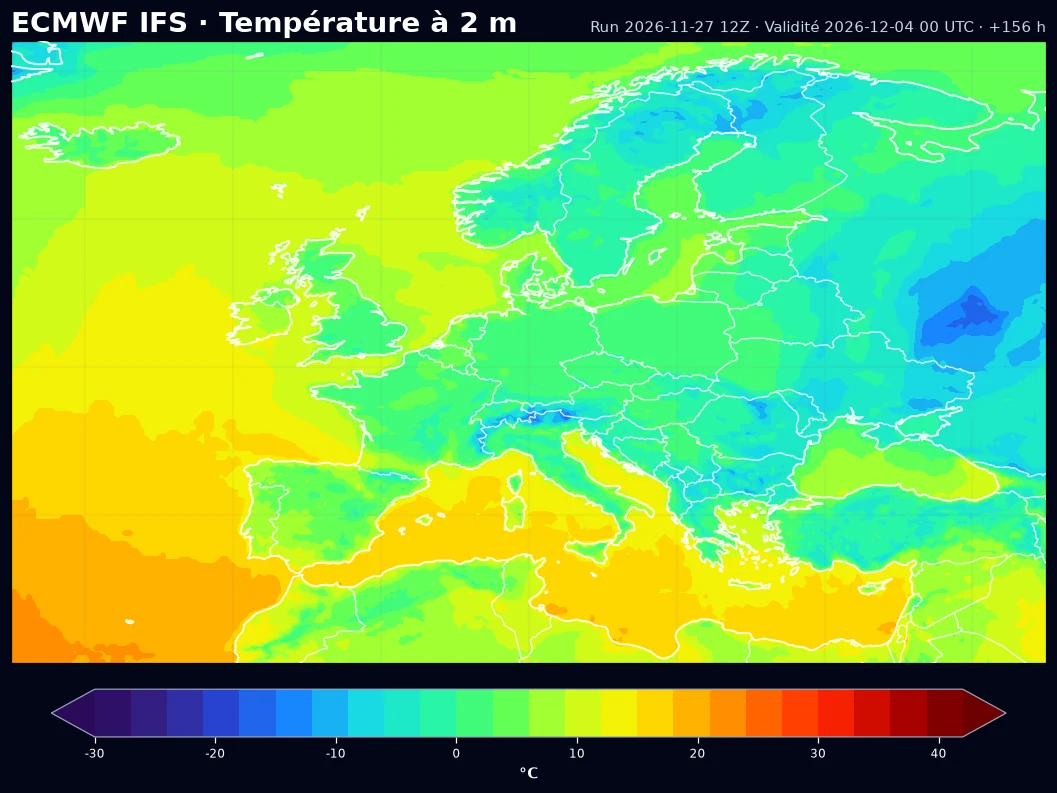 ECMWF IFS · Température à 2 m
Run 2026-11-27 12Z · Validité 2026-12-04 00 UTC · +156 h
-30 -20 -10 0 10 20 30 40
°C